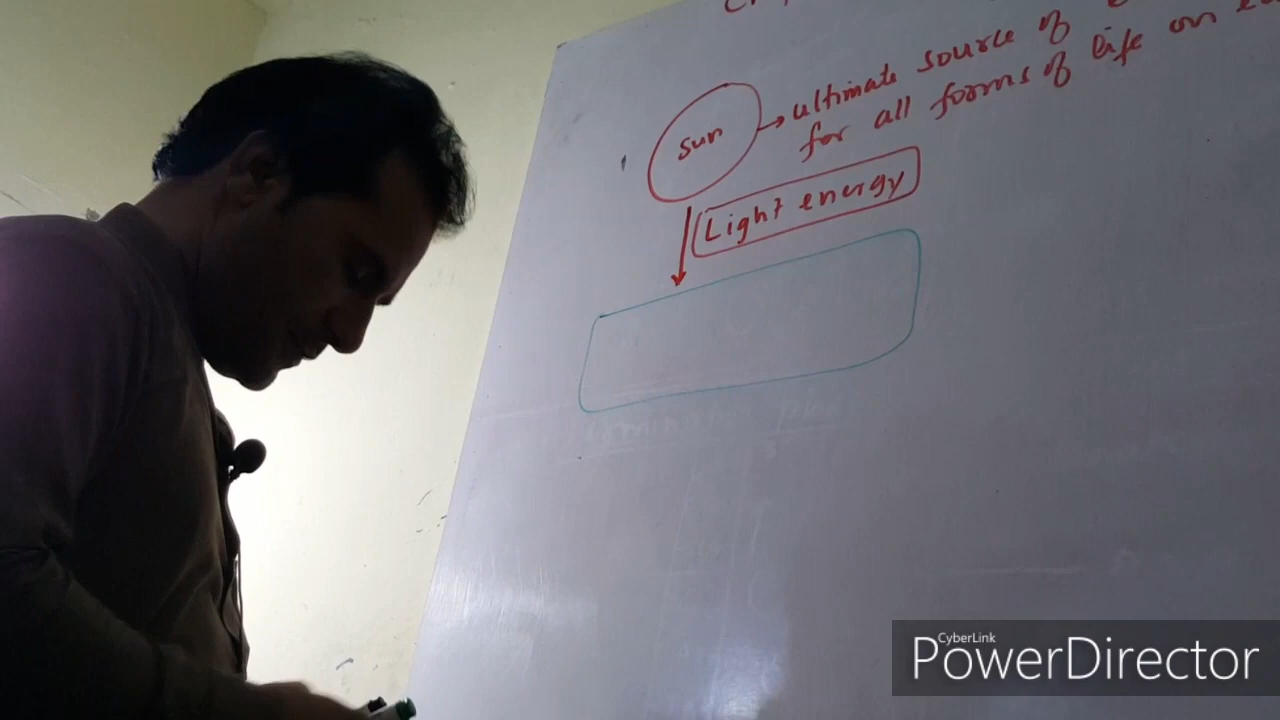 sun → ultimate source of
for all forms of life on
Light energy
CyberLink
PowerDirector